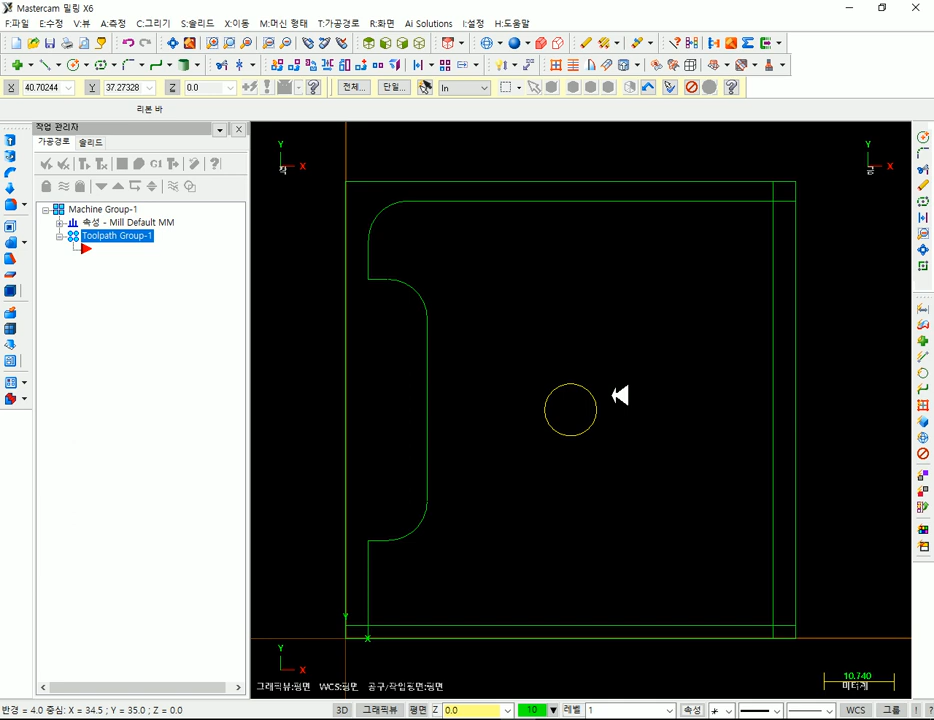 Mastercam 밀링 X6
F:파일 E:수정 V:뷰 A:측정 C:그리기 S:솔리드 X:이동 M:머신 형태 T:가공경로 R:화면 Ai Solutions I:설정 H:도움말
X 40.70244 Y 37.27328 Z 0.0 전체... 단일... In
리본 바
작업 관리자
가공경로 솔리드
G1
Machine Group-1
속성 - Mill Default MM
Toolpath Group-1
Y
X
Y
X
Y
X
Y
X
그래픽뷰:평면 WCS:평면 공구/작업평면:평면
10.740
미터계
반경 = 4.0 중심: X = 34.5 ; Y = 35.0 ; Z = 0.0
3D 그래픽뷰 평면 Z 0.0 10 레벨 1 속성 WCS 그룹 ! ?